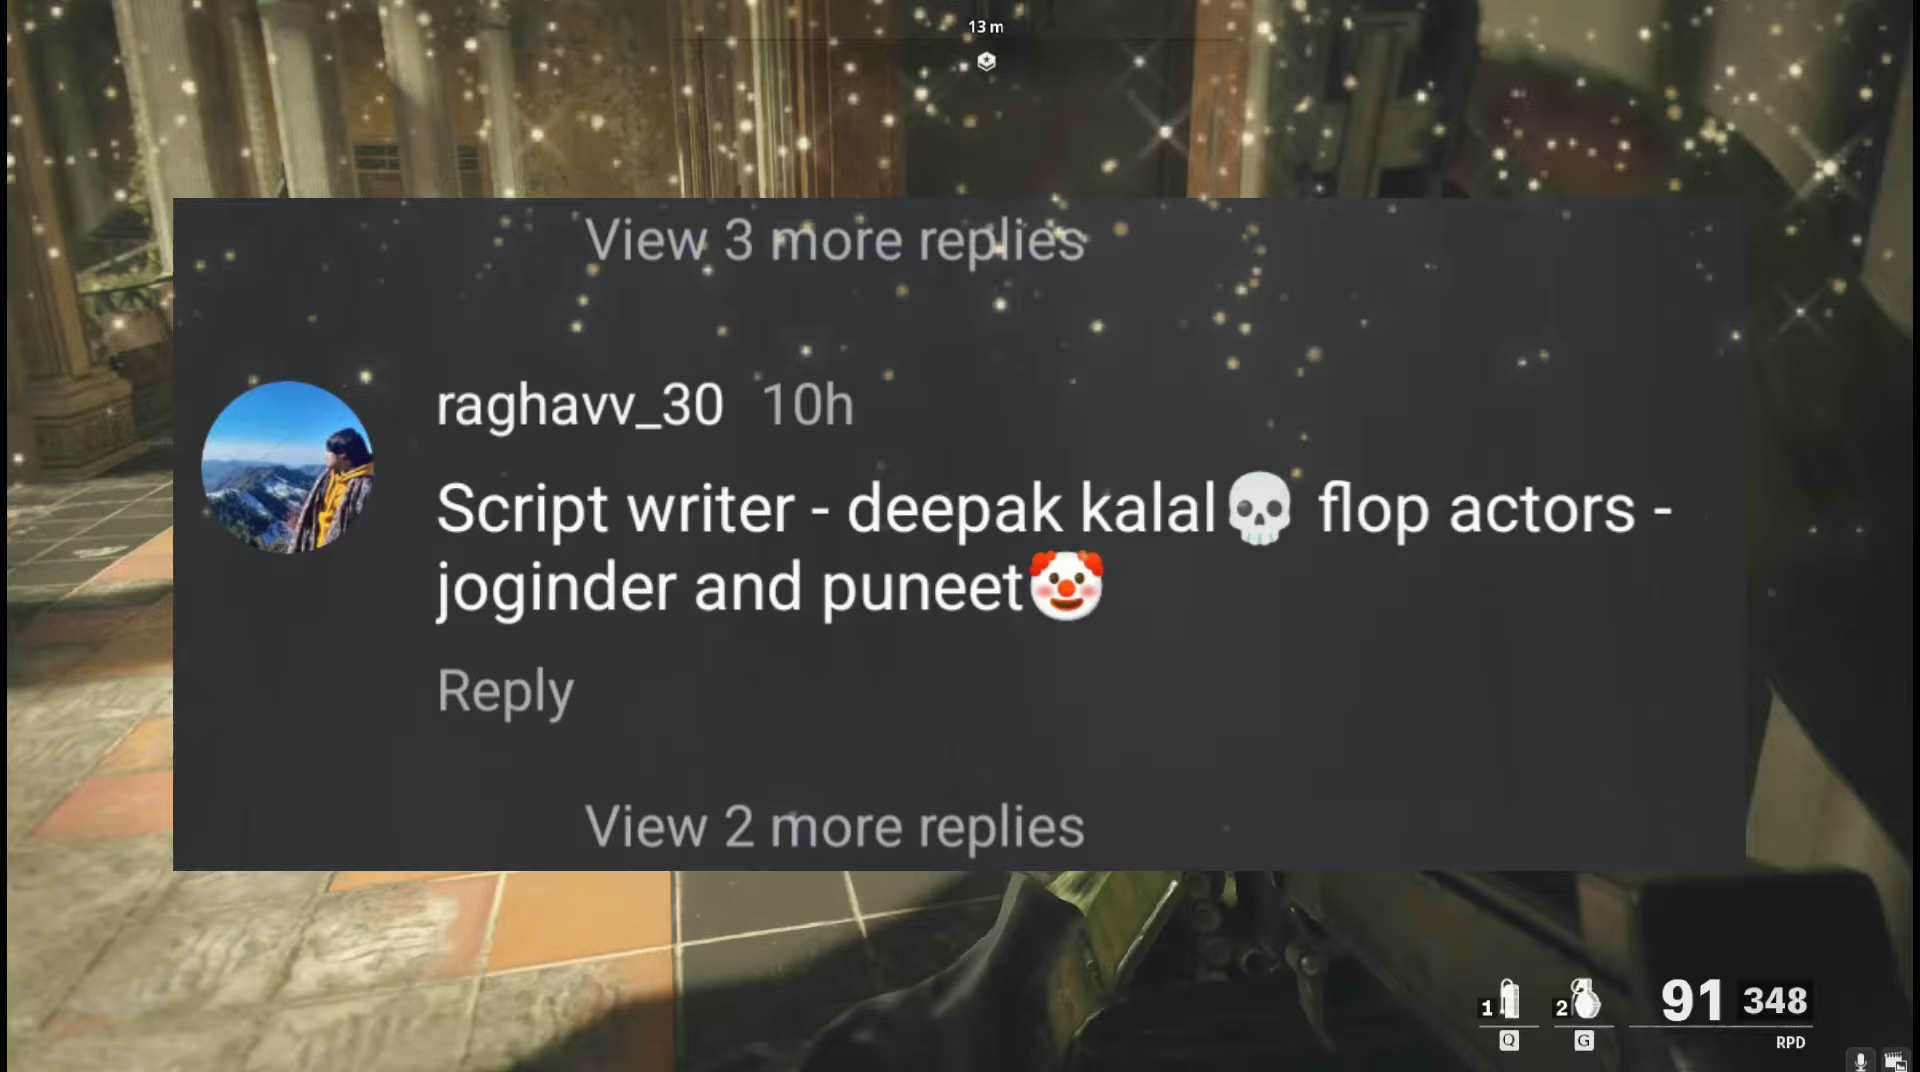 13 m
View 3 more replies
raghavv_30 10h
Script writer - deepak kalal💀 flop actors -
joginder and puneet🤡
Reply
View 2 more replies
1 2 91 348
Q G RPD